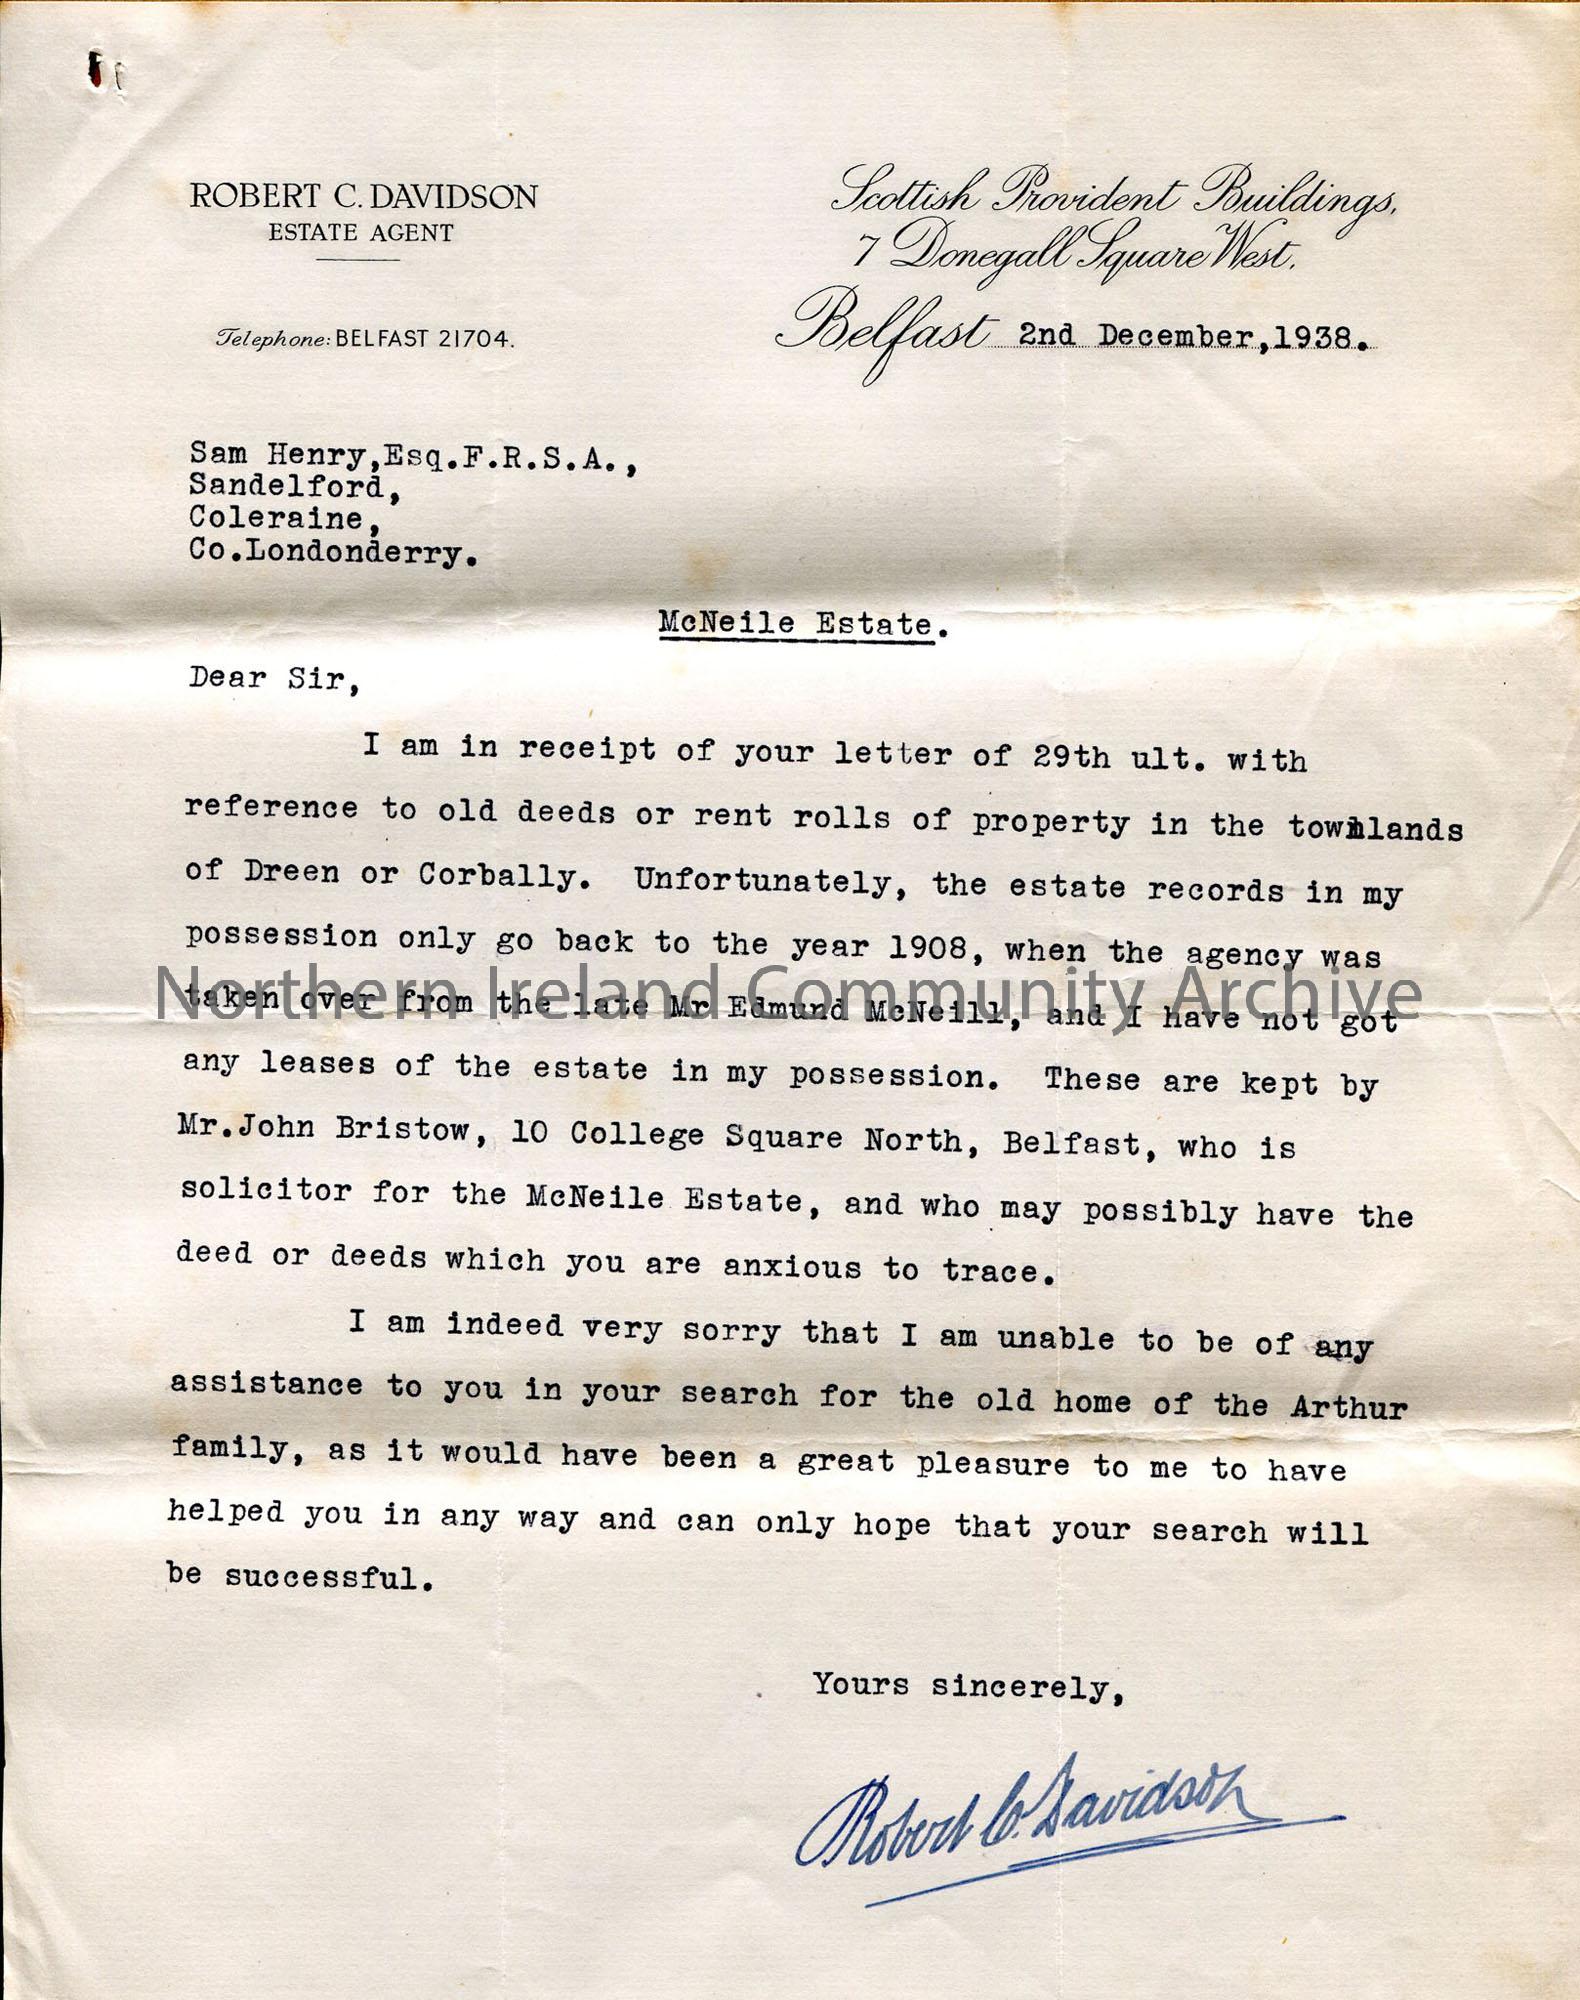 ROBERT C. DAVIDSON
ESTATE AGENT
Telephone: BELFAST 21704.
Scottish Provident Buildings,
7 Donegall Square West,
Belfast 2nd December,1938.
Sam Henry,Esq.F.R.S.A.,
Sandelford,
Coleraine,
Co.Londonderry.
McNeile Estate.
Dear Sir,
I am in receipt of your letter of 29th ult. with
reference to old deeds or rent rolls of property in the townlands
of Dreen or Corbally. Unfortunately, the estate records in my
possession only go back to the year 1908, when the agency was
taken over from the late Mr Edmund McNeill, and I have not got
Northern Ireland Community Archive
any leases of the estate in my possession. These are kept by
Mr.John Bristow, 10 College Square North, Belfast, who is
solicitor for the McNeile Estate, and who may possibly have the
deed or deeds which you are anxious to trace.
I am indeed very sorry that I am unable to be of any
assistance to you in your search for the old home of the Arthur
family, as it would have been a great pleasure to me to have
helped you in any way and can only hope that your search will
be successful.
Yours sincerely,
Robert C. Davidson